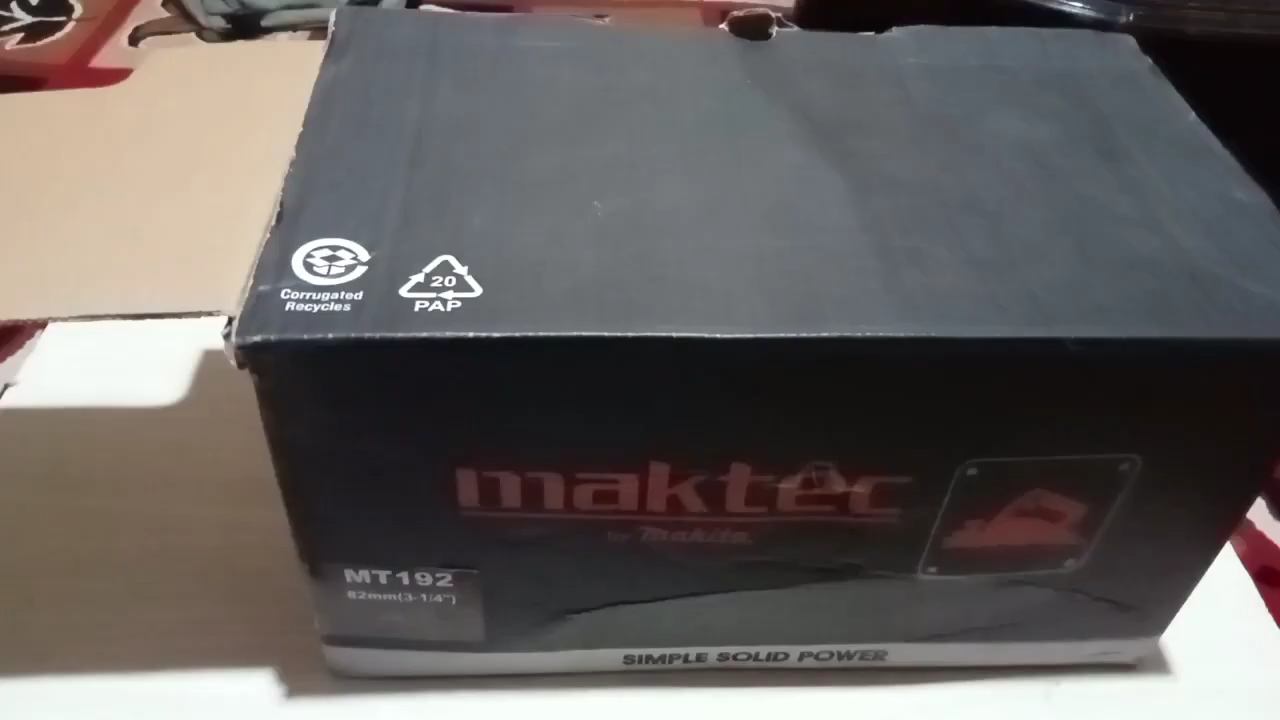 Corrugated
Recycles
20
PAP
maktec
by Makita
MT192
82mm(3-1/4")
SIMPLE SOLID POWER